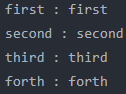 first : first
second : second
third : third
forth : forth